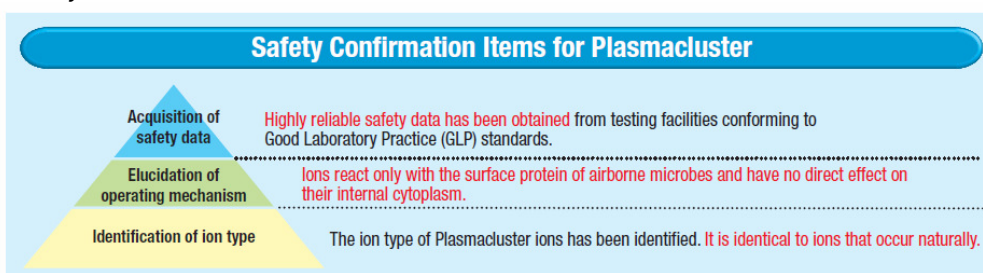 Safety Confirmation Items for Plasmacluster
Acquisition of
safety data
Highly reliable safety data has been obtained from testing facilities conforming to
Good Laboratory Practice (GLP) standards.
Elucidation of
operating mechanism
Ions react only with the surface protein of airborne microbes and have no direct effect on
their internal cytoplasm.
Identification of ion type
The ion type of Plasmacluster ions has been identified. It is identical to ions that occur naturally.